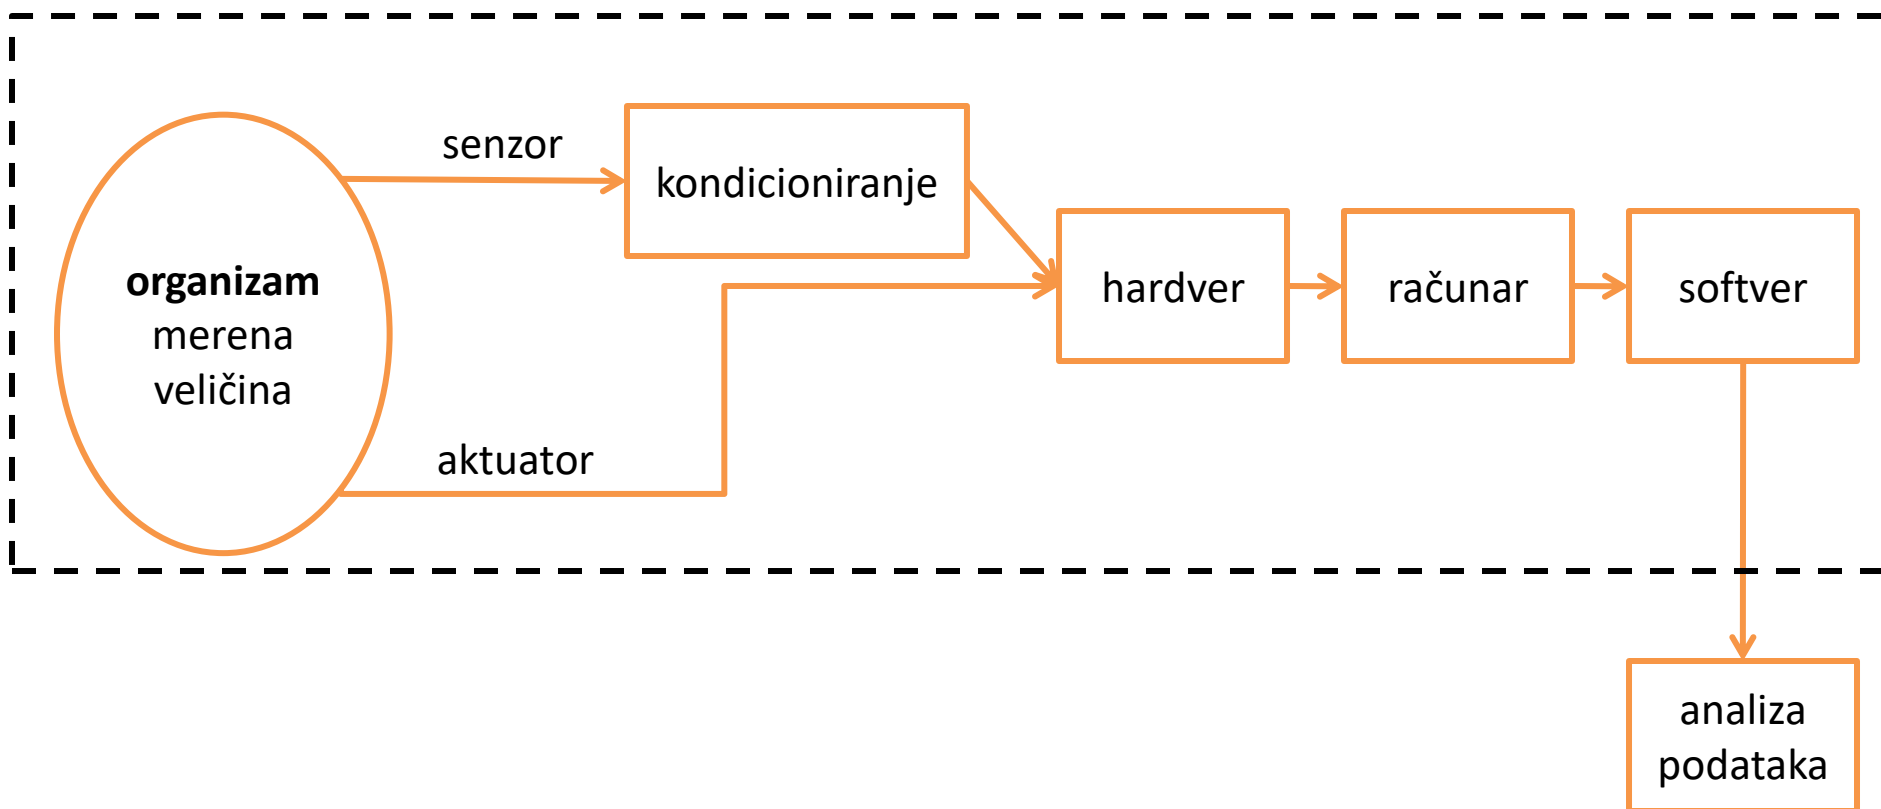 senzor
kondicioniranje
organizam
merena
veličina
hardver
računar
softver
aktuator
analiza
podataka